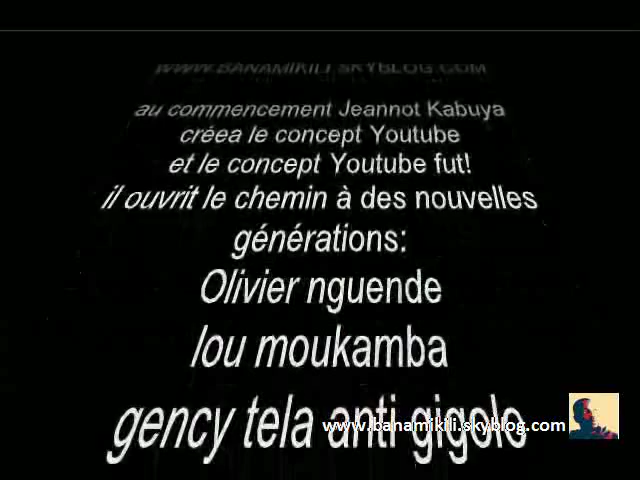 WWW.BANAMIKILI.SKYBLOG.COM
au commencement Jeannot Kabuya
créea le concept Youtube
et le concept Youtube fut!
il ouvrit le chemin à des nouvelles
générations:
Olivier nguende
lou moukamba
gency tela anti gigolo
www.banamikili.skyblog.com